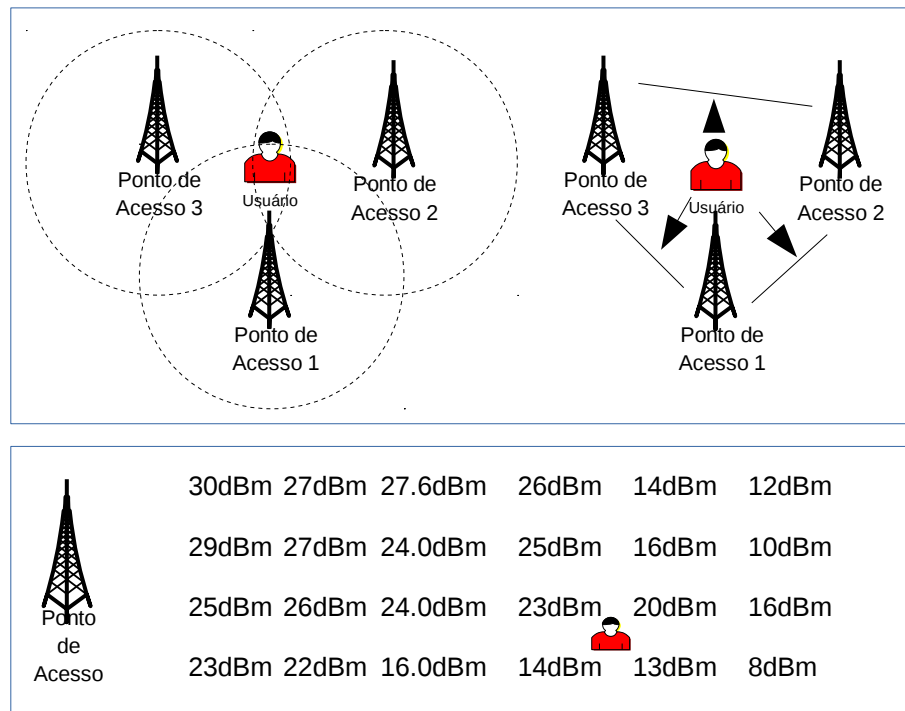 Ponto de
Acesso 3
Usuário
Ponto de
Acesso 2
Ponto de
Acesso 1
Ponto de
Acesso 3
Usuário
Ponto de
Acesso 2
Ponto de
Acesso 1
30dBm 27dBm 27.6dBm 26dBm 14dBm 12dBm
29dBm 27dBm 24.0dBm 25dBm 16dBm 10dBm
25dBm 26dBm 24.0dBm 23dBm 20dBm 16dBm
23dBm 22dBm 16.0dBm 14dBm 13dBm 8dBm
Ponto
de
Acesso